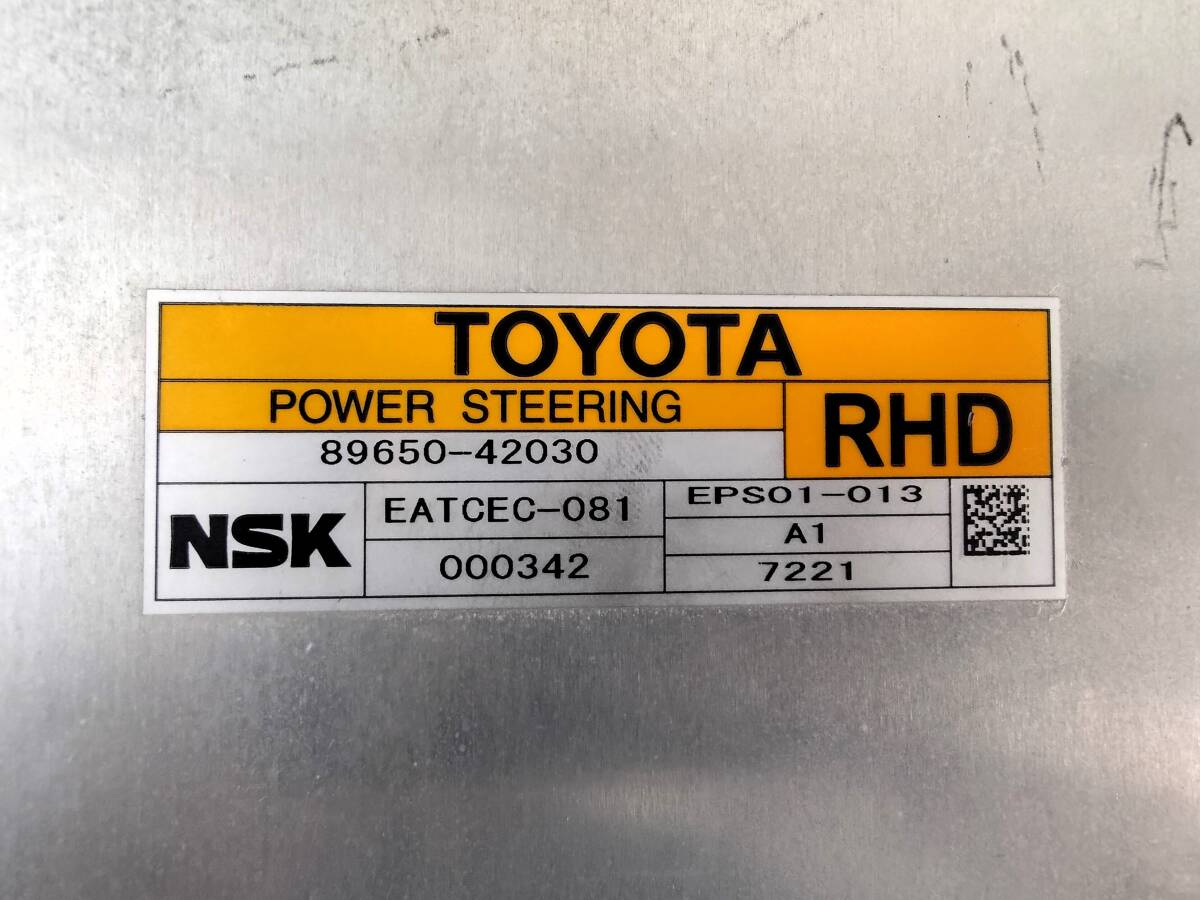 TOYOTA
POWER STEERING
RHD
89650-42030
NSK
EATCEC-081
000342
EPS01-013
A1
7221